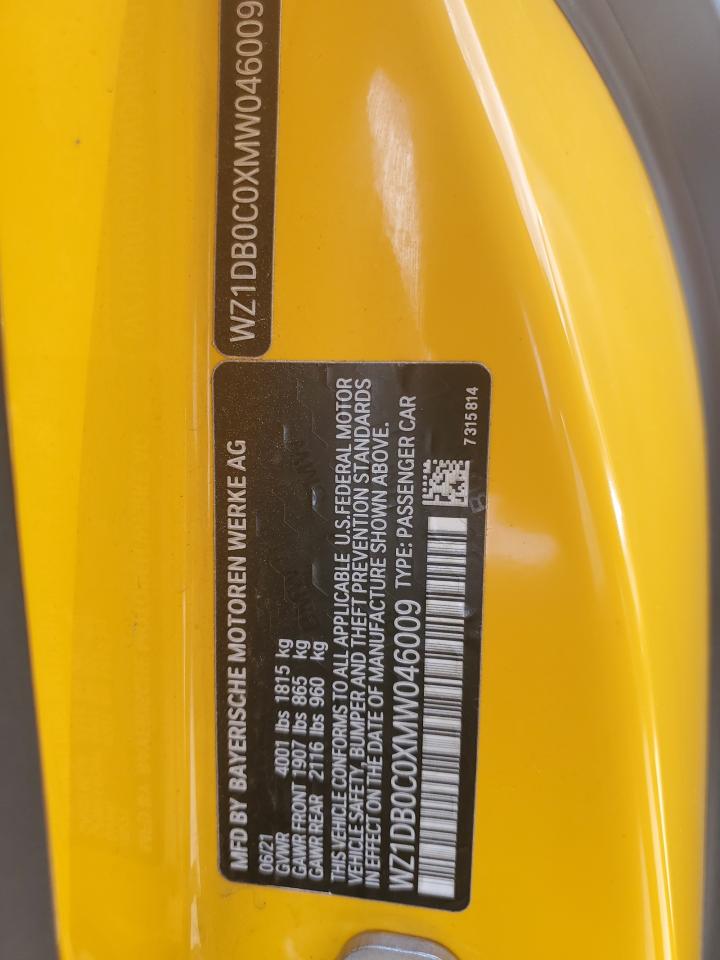 WZ1DB0C0XMW046009
MFD BY BAYERISCHE MOTOREN WERKE AG
06/21
GVWR 4001 lbs 1815 kg
GAWR FRONT 1907 lbs 865 kg
GAWR REAR 2116 lbs 960 kg
THIS VEHICLE CONFORMS TO ALL APPLICABLE U.S.FEDERAL MOTOR
VEHICLE SAFETY, BUMPER AND THEFT PREVENTION STANDARDS
IN EFFECT ON THE DATE OF MANUFACTURE SHOWN ABOVE.
WZ1DB0C0XMW046009 TYPE: PASSENGER CAR
7315814